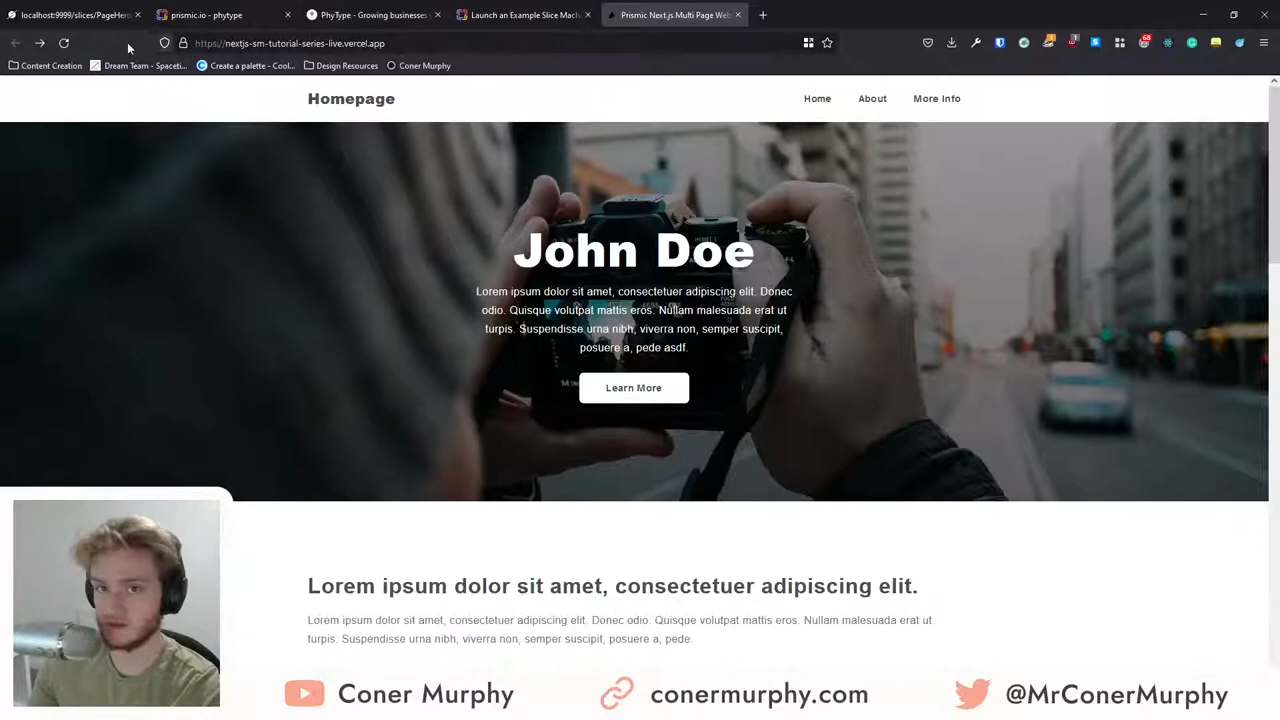 localhost:9999/slices/PageHero
prismic.io - phytype
PhyType - Growing businesses
Launch an Example Slice Mach
Prismic Next.js Multi Page Web
https://nextjs-sm-tutorial-series-live.vercel.app
68
Content Creation
Dream Team - Spaceti...
Create a palette - Cool...
Design Resources
Coner Murphy
Homepage
Home
About
More Info
John Doe
Lorem ipsum dolor sit amet, consectetuer adipiscing elit. Donec
odio. Quisque volutpat mattis eros. Nullam malesuada erat ut
turpis. Suspendisse urna nibh, viverra non, semper suscipit,
posuere a, pede asdf.
Learn More
Lorem ipsum dolor sit amet, consectetuer adipiscing elit.
Lorem ipsum dolor sit amet, consectetuer adipiscing elit. Donec odio. Quisque volutpat mattis eros. Nullam malesuada erat ut
turpis. Suspendisse urna nibh, viverra non, semper suscipit, posuere a, pede.
Coner Murphy
conermurphy.com
@MrConerMurphy